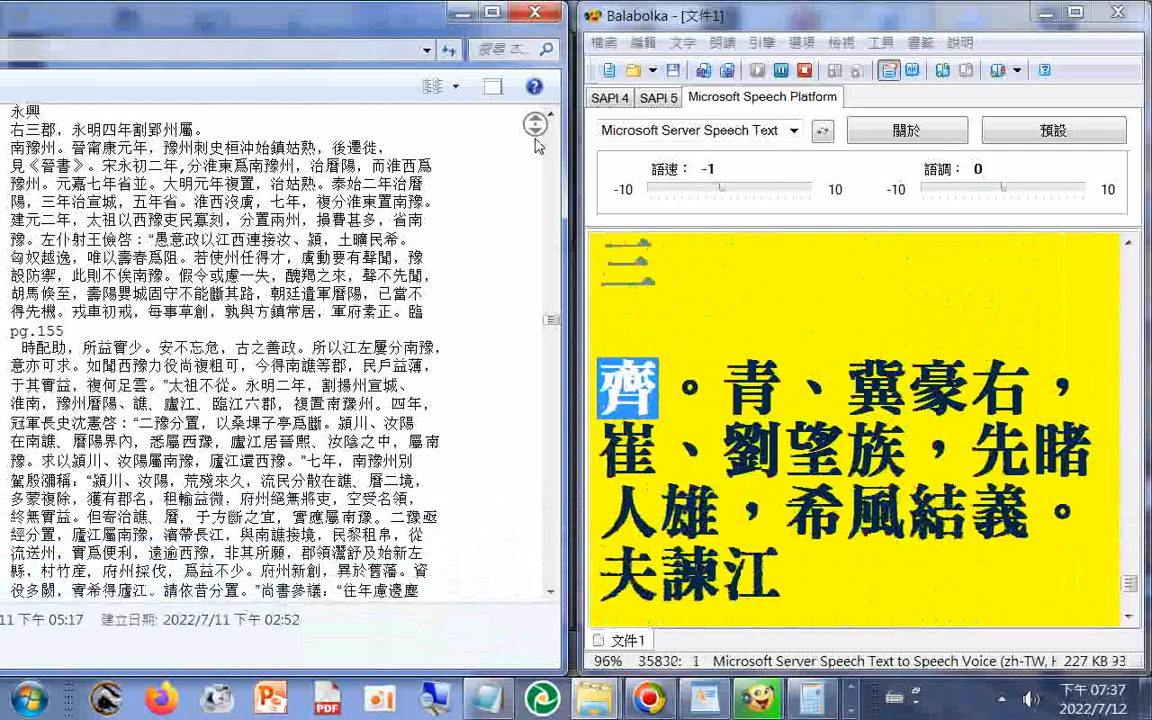 搜尋 本...
永興
右三郡，永明四年割郢州屬。
南豫州。晉甯康元年，豫州刺史桓沖始鎮姑熟，後遷徙，
見《晉書》。宋永初二年,分淮東爲南豫州，治曆陽，而淮西爲
豫州。元嘉七年省並。大明元年複置，治姑熟。泰始二年治曆
陽，三年治宣城，五年省。淮西沒虜，七年，複分淮東置南豫。
建元二年，太祖以西豫吏民寡刻，分置兩州，損費甚多，省南
豫。左仆射王儉啓：“愚意政以江西連接汝、潁，土曠民希。
匈奴越逸，唯以壽春爲阻。若使州任得才，虜動要有聲聞，豫
設防禦，此則不俟南豫。假令或慮一失，醜羯之來，聲不先聞，
胡馬倏至，壽陽嬰城固守不能斷其路，朝廷遣軍曆陽，已當不
得先機。戎車初戒，每事草創，孰與方鎮常居，軍府素正。臨
pg.155
時配助，所益實少。安不忘危，古之善政。所以江左屢分南豫，
意亦可求。如聞西豫力役尚複粗可，今得南譙等郡，民戶益薄，
于其實益，複何足雲。”太祖不從。永明二年，割揚州宣城、
淮南，豫州曆陽、譙、廬江、臨江六郡，複置南豫州。四年，
冠軍長史沈憲啓：“二豫分置，以桑堁子亭爲斷。潁川、汝陽
在南譙、曆陽界內，悉屬西豫，廬江居晉熙、汝陰之中，屬南
豫。求以潁川、汝陽屬南豫，廬江還西豫。”七年，南豫州別
駕殷瀰稱：“潁川、汝陽，荒殘來久，流民分散在譙、曆二境，
多蒙複除，獲有郡名，租輸益微，府州絕無將吏，空受名領，
終無實益。但寄治譙、曆，于方斷之宜，實應屬南豫。二豫亟
經分置，廬江屬南豫，濱帶長江，與南譙接境，民黎租帛，從
流送州，實爲便利，遠逾西豫，非其所願，郡領灊舒及始新左
縣，村竹産，府州採伐，爲益不少。府州新創，異於舊藩。資
役多闕，實希得廬江。請依昔分置。”尚書參議：“往年慮邊塵
11 下午 05:17 建立日期: 2022/7/11 下午 02:52
Balabolka - [文件1]
檔案 編輯 文字 朗讀 引擎 選項 檢視 工具 書籤 說明
SAPI 4 SAPI 5 Microsoft Speech Platform
Microsoft Server Speech Text 關於 預設
語速: -1 語調: 0
-10 10 -10 10
三
齊。青、冀豪右，
崔、劉望族，先睹
人雄，希風結義。
夫諫江
文件1
96% 35830: 1 Microsoft Server Speech Text to Speech Voice (zh-TW, H 227 KB 93
PDF
下午 07:37
2022/7/12